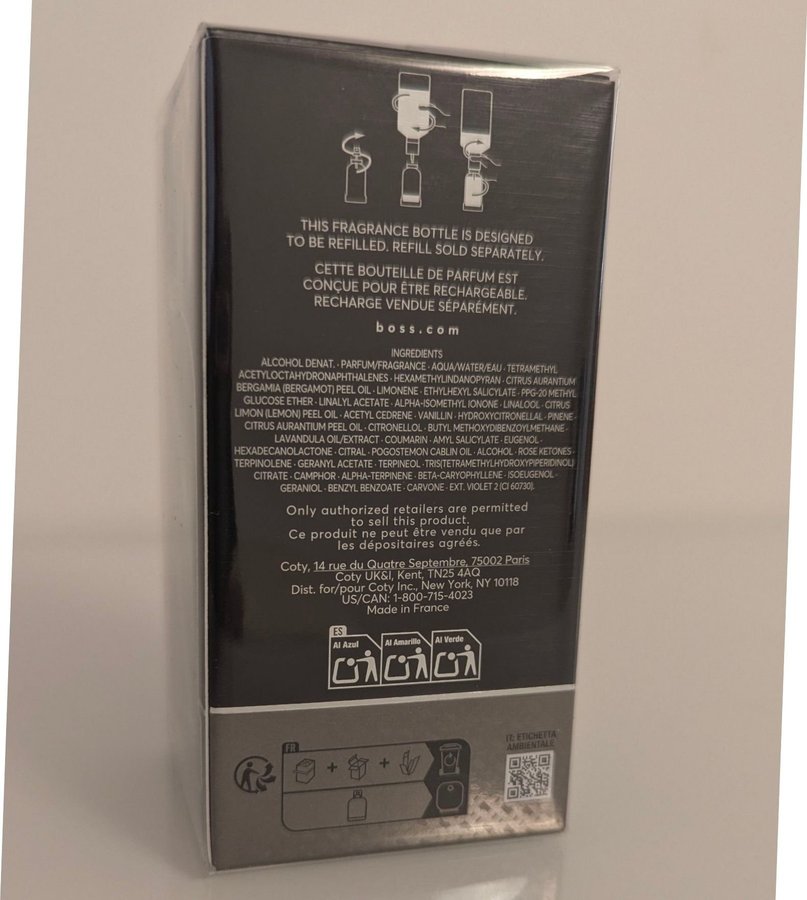 THIS FRAGRANCE BOTTLE IS DESIGNED
TO BE REFILLED. REFILL SOLD SEPARATELY.
CETTE BOUTEILLE DE PARFUM EST
CONÇUE POUR ÊTRE RECHARGEABLE.
RECHARGE VENDUE SÉPARÉMENT.
boss.com
INGREDIENTS
ALCOHOL DENAT. · PARFUM/FRAGRANCE · AQUA/WATER/EAU · TETRAMETHYL
ACETYLOCTAHYDRONAPHTHALENES · HEXAMETHYLINDANOPYRAN · CITRUS AURANTIUM
BERGAMIA (BERGAMOT) PEEL OIL · LIMONENE · ETHYLHEXYL SALICYLATE · PPG-20 METHYL
GLUCOSE ETHER · LINALYL ACETATE · ALPHA-ISOMETHYL IONONE · LINALOOL · CITRUS
LIMON (LEMON) PEEL OIL · ACETYL CEDRENE · VANILLIN · HYDROXYCITRONELLAL · PINENE ·
CITRUS AURANTIUM PEEL OIL · CITRONELLOL · BUTYL METHOXYDIBENZOYLMETHANE ·
LAVANDULA OIL/EXTRACT · COUMARIN · AMYL SALICYLATE · EUGENOL ·
HEXADECANOLACTONE · CITRAL · POGOSTEMON CABLIN OIL · ALCOHOL · ROSE KETONES ·
TERPINOLENE · GERANYL ACETATE · TERPINEOL · TRIS(TETRAMETHYLHYDROXYPIPERIDINOL)
CITRATE · CAMPHOR · ALPHA-TERPINENE · BETA-CARYOPHYLLENE · ISOEUGENOL ·
GERANIOL · BENZYL BENZOATE · CARVONE · EXT. VIOLET 2 (CI 60730).
Only authorized retailers are permitted
to sell this product.
Ce produit ne peut être vendu que par
les dépositaires agréés.
Coty, 14 rue du Quatre Septembre, 75002 Paris
Coty UK&I, Kent, TN25 4AQ
Dist. for/pour Coty Inc., New York, NY 10118
US/CAN: 1-800-715-4023
Made in France
ES
Al Azul Al Amarillo Al Verde
FR
IT: ETICHETTA
AMBIENTALE